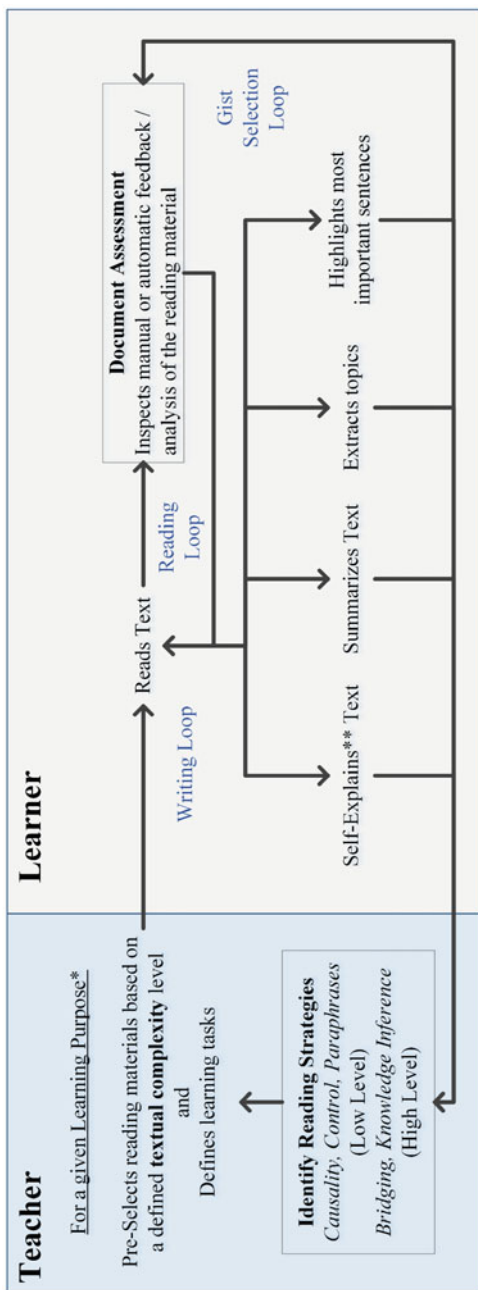 Teacher
For a given Learning Purpose*
Pre-Selects reading materials based on
a defined textual complexity level
and
Defines learning tasks
Identify Reading Strategies
Causality, Control, Paraphrases
(Low Level)
Bridging, Knowledge Inference
(High Level)
Learner
Reads Text
Document Assessment
Inspects manual or automatic feedback /
analysis of the reading material
Writing Loop
Reading
Loop
Gist
Selection
Loop
Self-Explains** Text
Summarizes Text
Extracts topics
Highlights most
important sentences